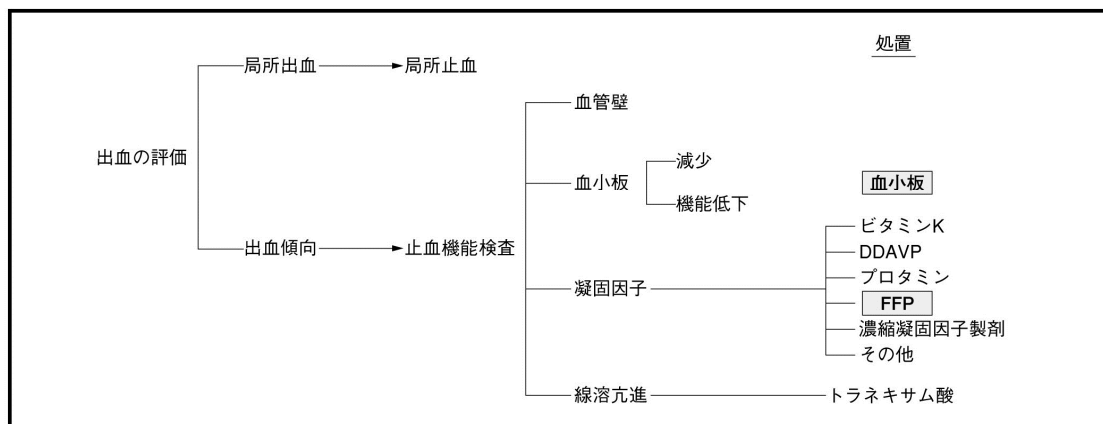 処置
局所出血
局所止血
血管壁
出血の評価
減少
血小板
血小板
機能低下
ビタミンK
出血傾向
止血機能検査
DDAVP
プロタミン
凝固因子
FFP
濃縮凝固因子製剤
その他
線溶亢進
トラネキサム酸